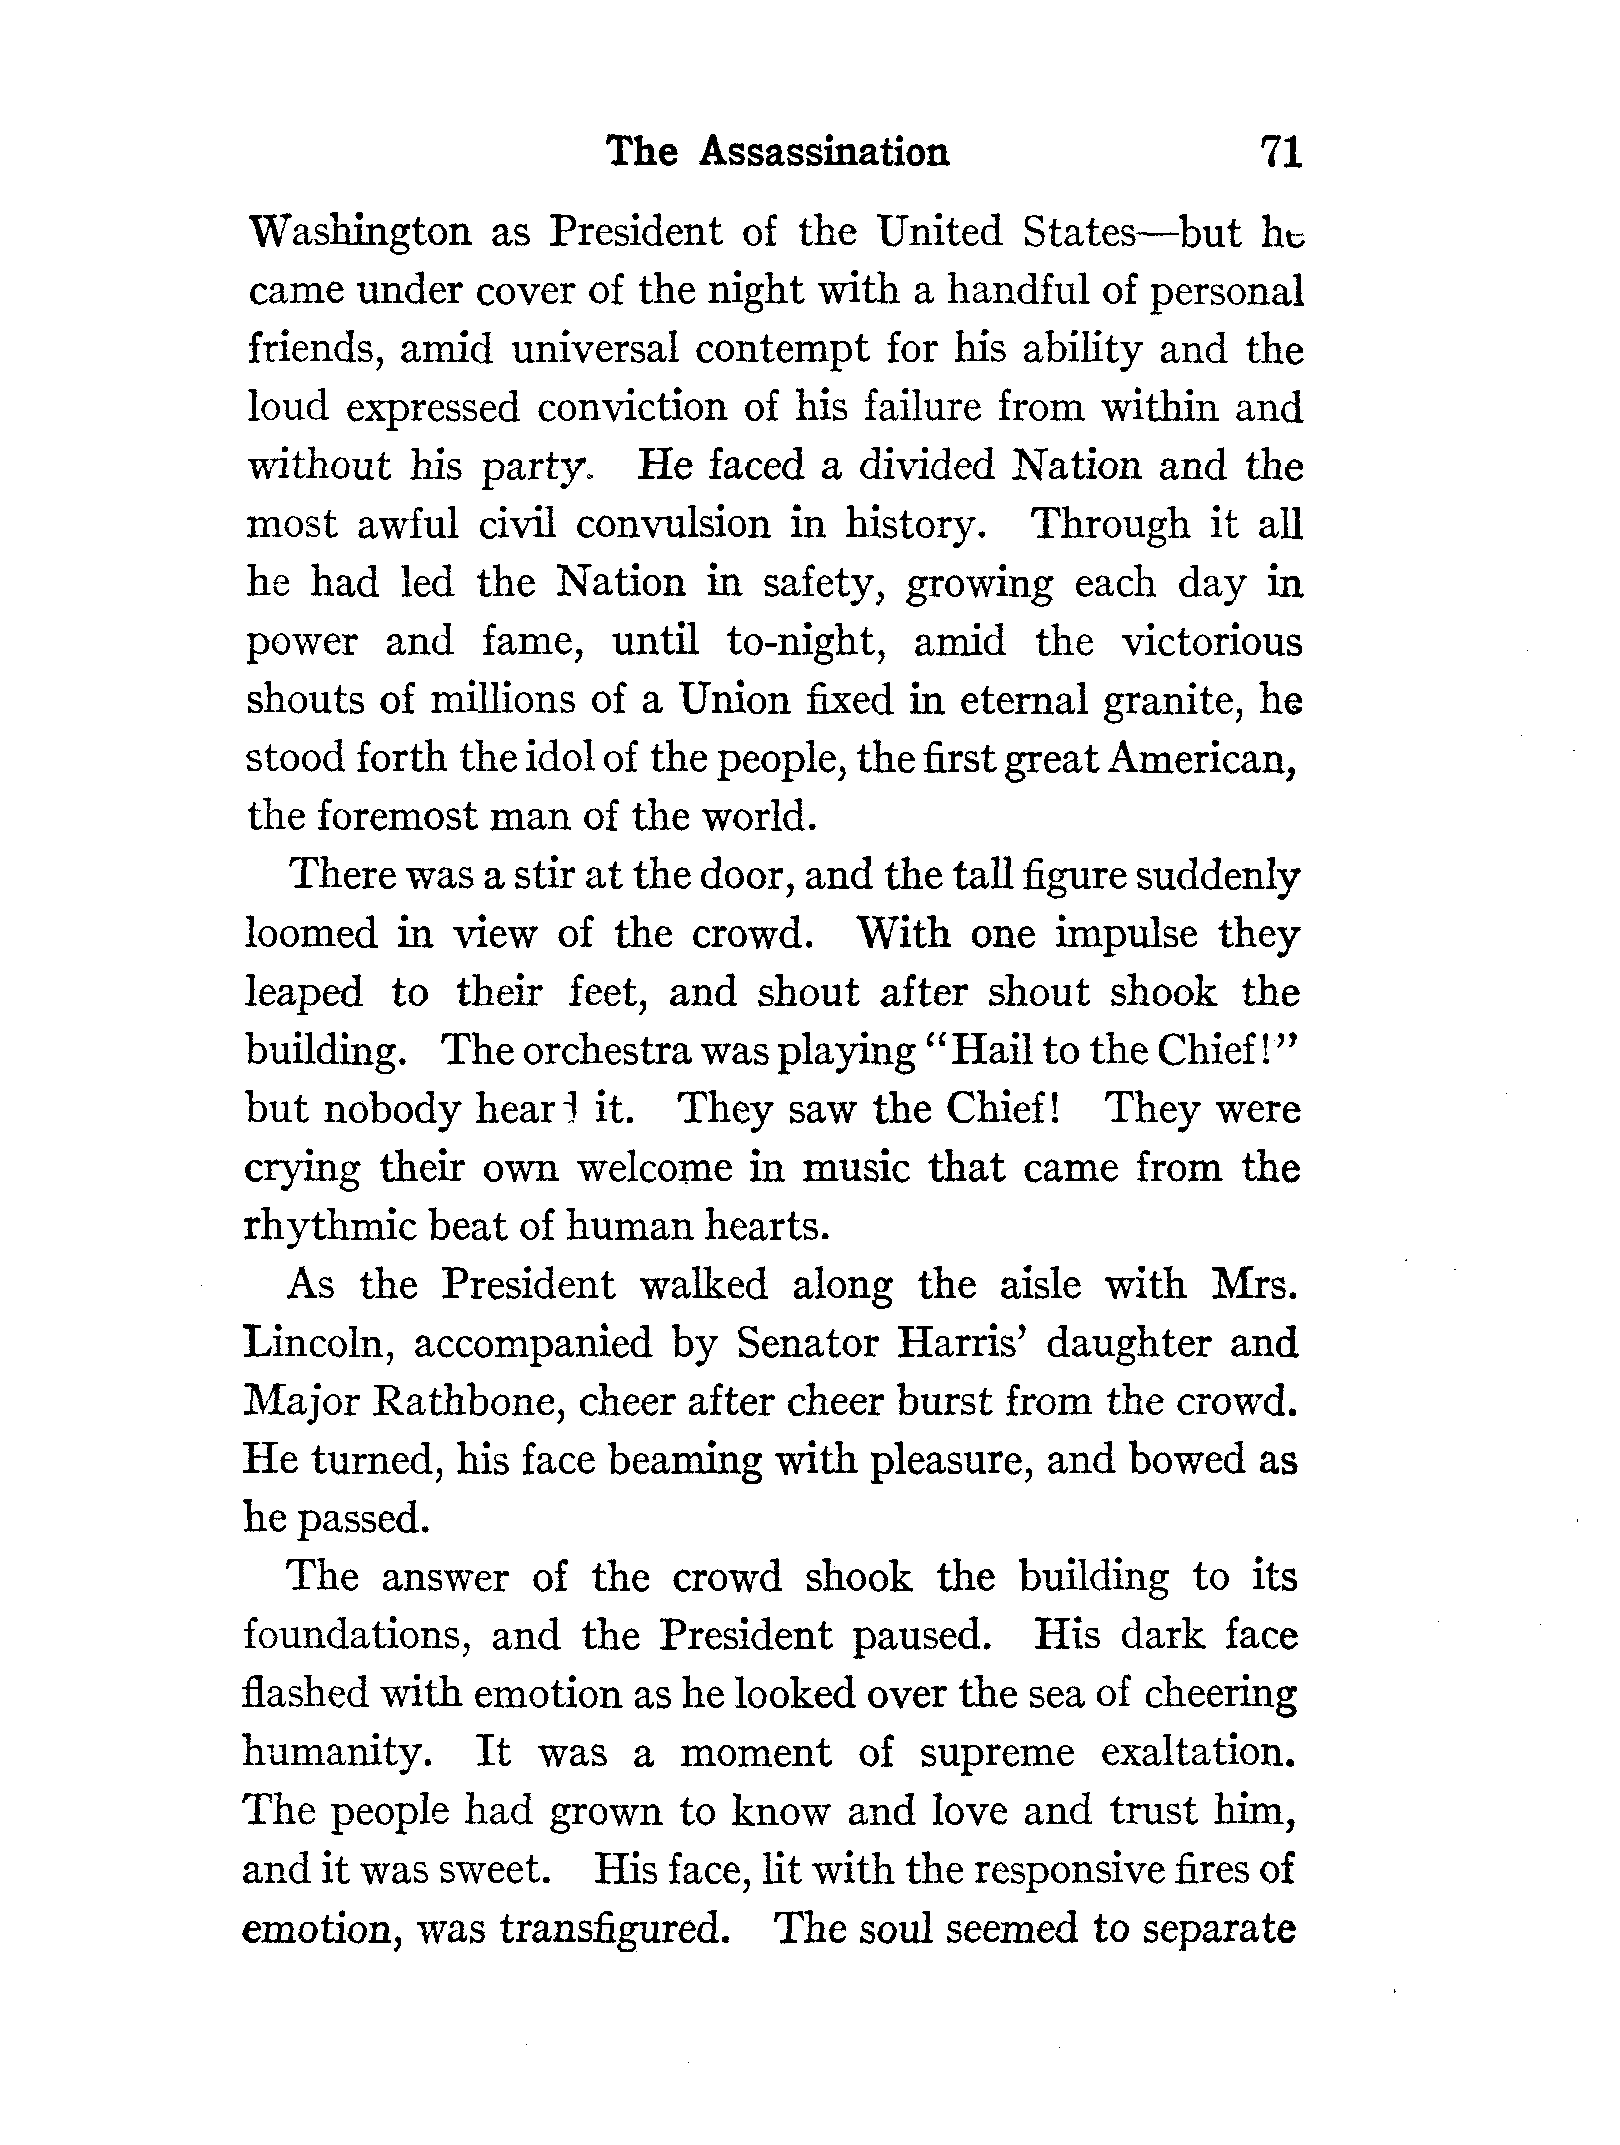 The Assassination 71
Washington as President of the United States—but he
came under cover of the night with a handful of personal
friends, amid universal contempt for his ability and the
loud expressed conviction of his failure from within and
without his party. He faced a divided Nation and the
most awful civil convulsion in history. Through it all
he had led the Nation in safety, growing each day in
power and fame, until to-night, amid the victorious
shouts of millions of a Union fixed in eternal granite, he
stood forth the idol of the people, the first great American,
the foremost man of the world.
There was a stir at the door, and the tall figure suddenly
loomed in view of the crowd. With one impulse they
leaped to their feet, and shout after shout shook the
building. The orchestra was playing "Hail to the Chief!"
but nobody heard it. They saw the Chief! They were
crying their own welcome in music that came from the
rhythmic beat of human hearts.
As the President walked along the aisle with Mrs.
Lincoln, accompanied by Senator Harris' daughter and
Major Rathbone, cheer after cheer burst from the crowd.
He turned, his face beaming with pleasure, and bowed as
he passed.
The answer of the crowd shook the building to its
foundations, and the President paused. His dark face
flashed with emotion as he looked over the sea of cheering
humanity. It was a moment of supreme exaltation.
The people had grown to know and love and trust him,
and it was sweet. His face, lit with the responsive fires of
emotion, was transfigured. The soul seemed to separate